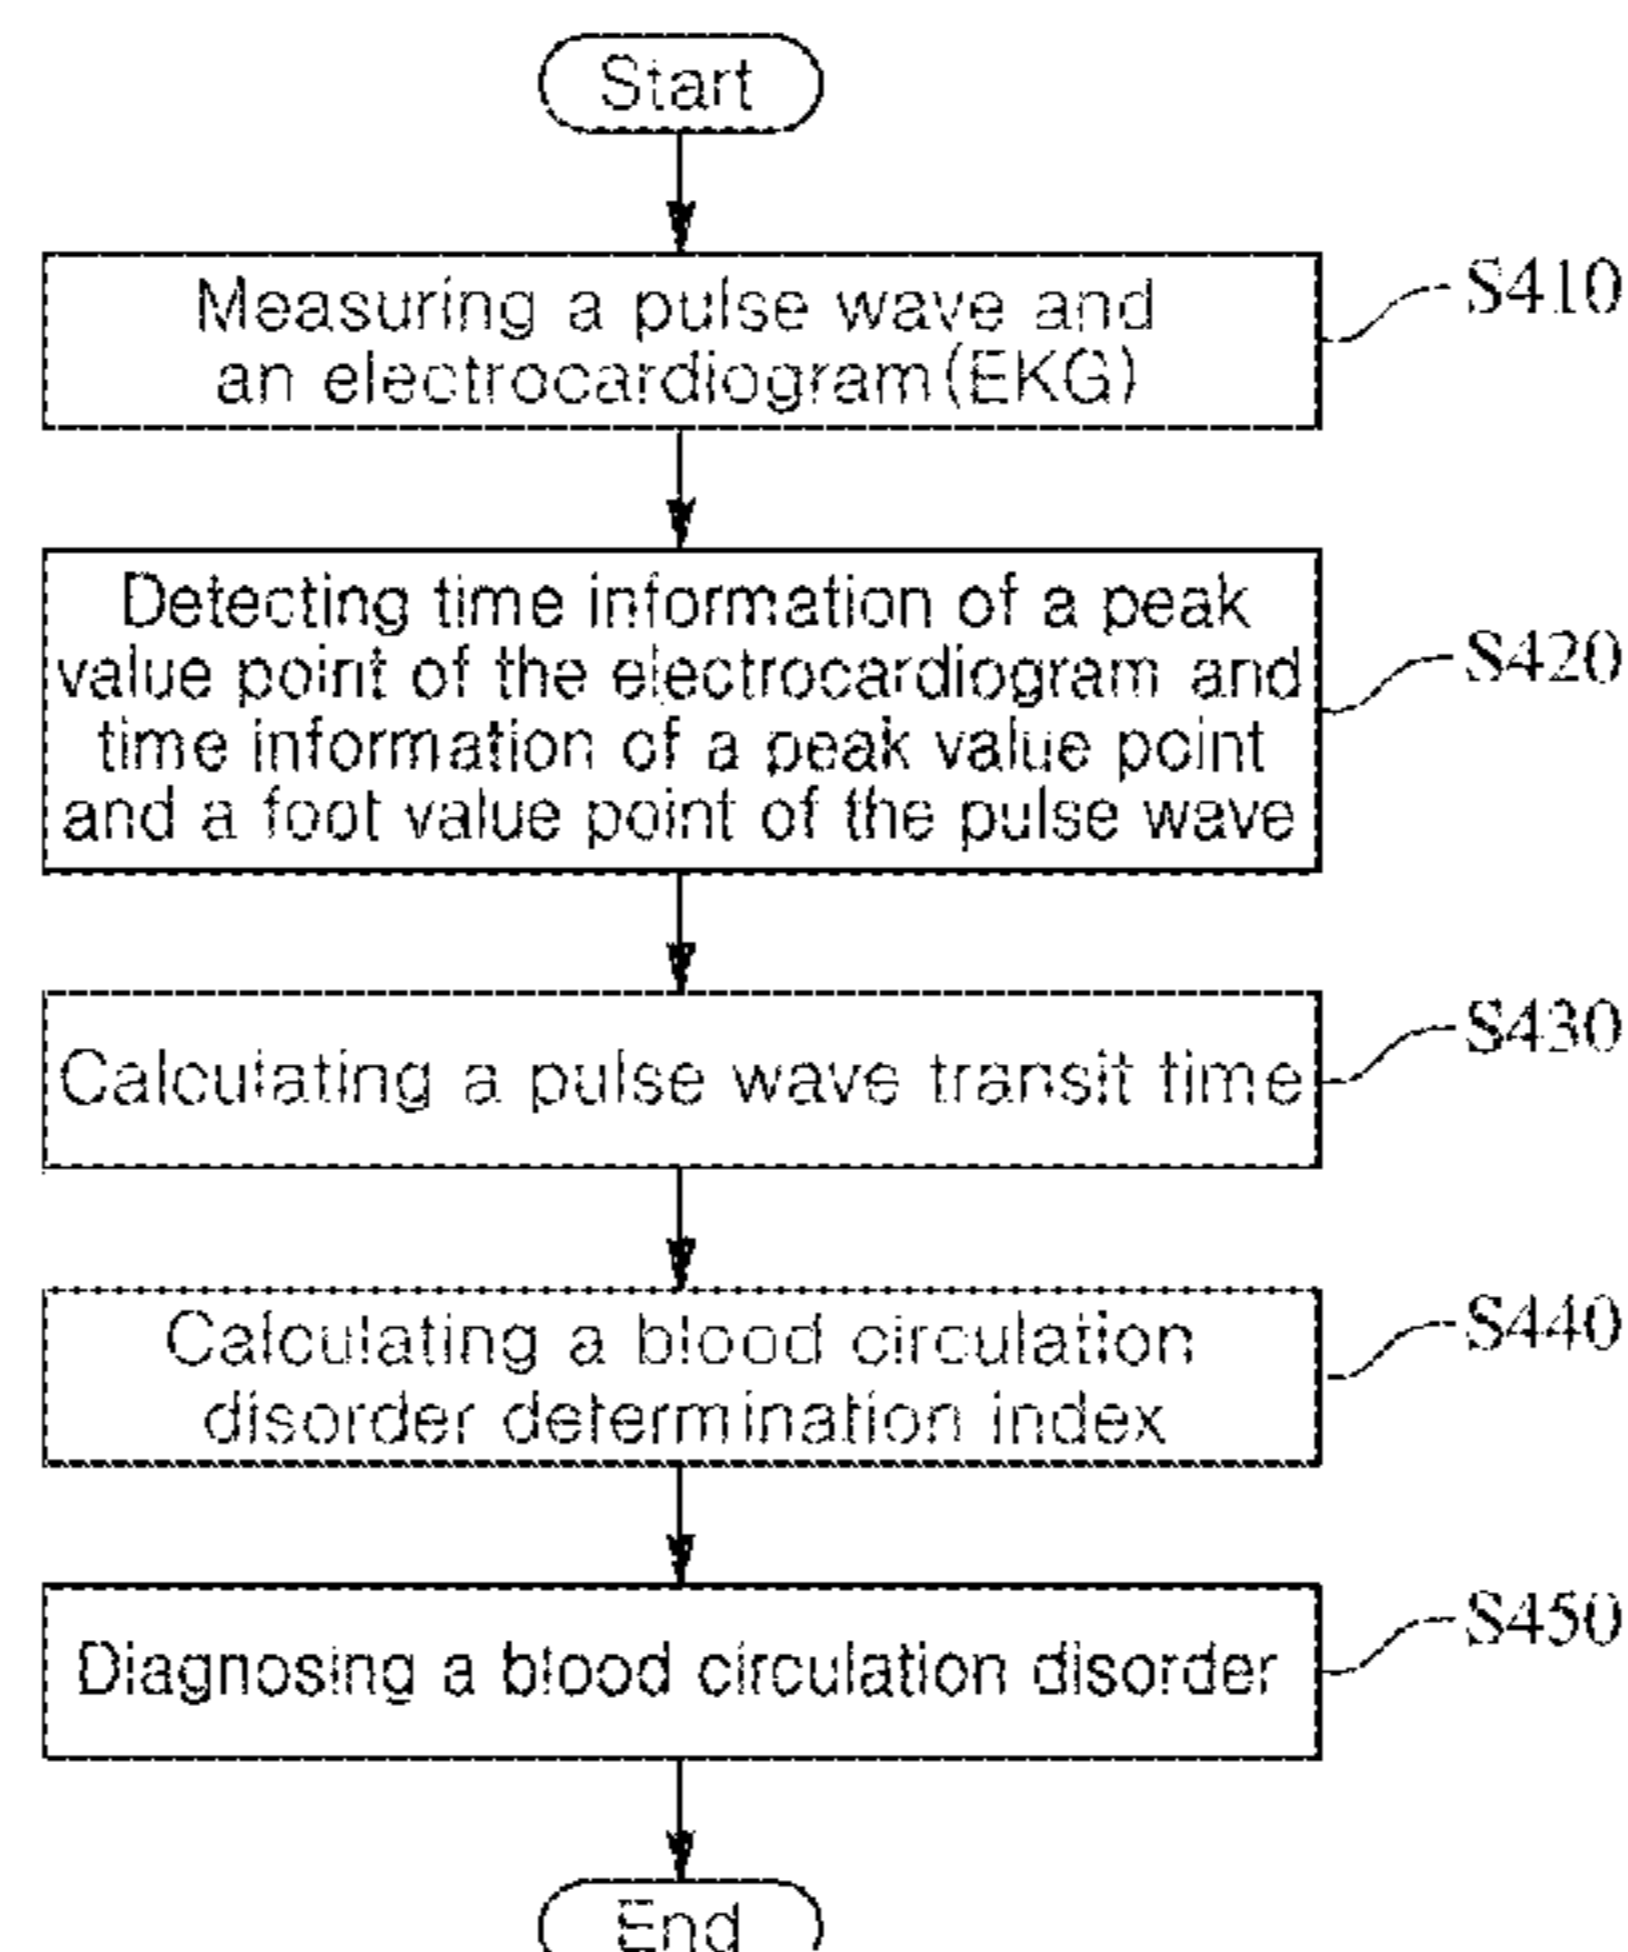 Start
Measuring a pulse wave and
an electrocardiogram(EKG)
S410
Detecting time information of a peak
value point of the electrocardiogram and
time information of a peak value point
and a foot value point of the pulse wave
S420
Calculating a pulse wave transit time
S430
Calculating a blood circulation
disorder determination index
S440
Diagnosing a blood circulation disorder
S450
End